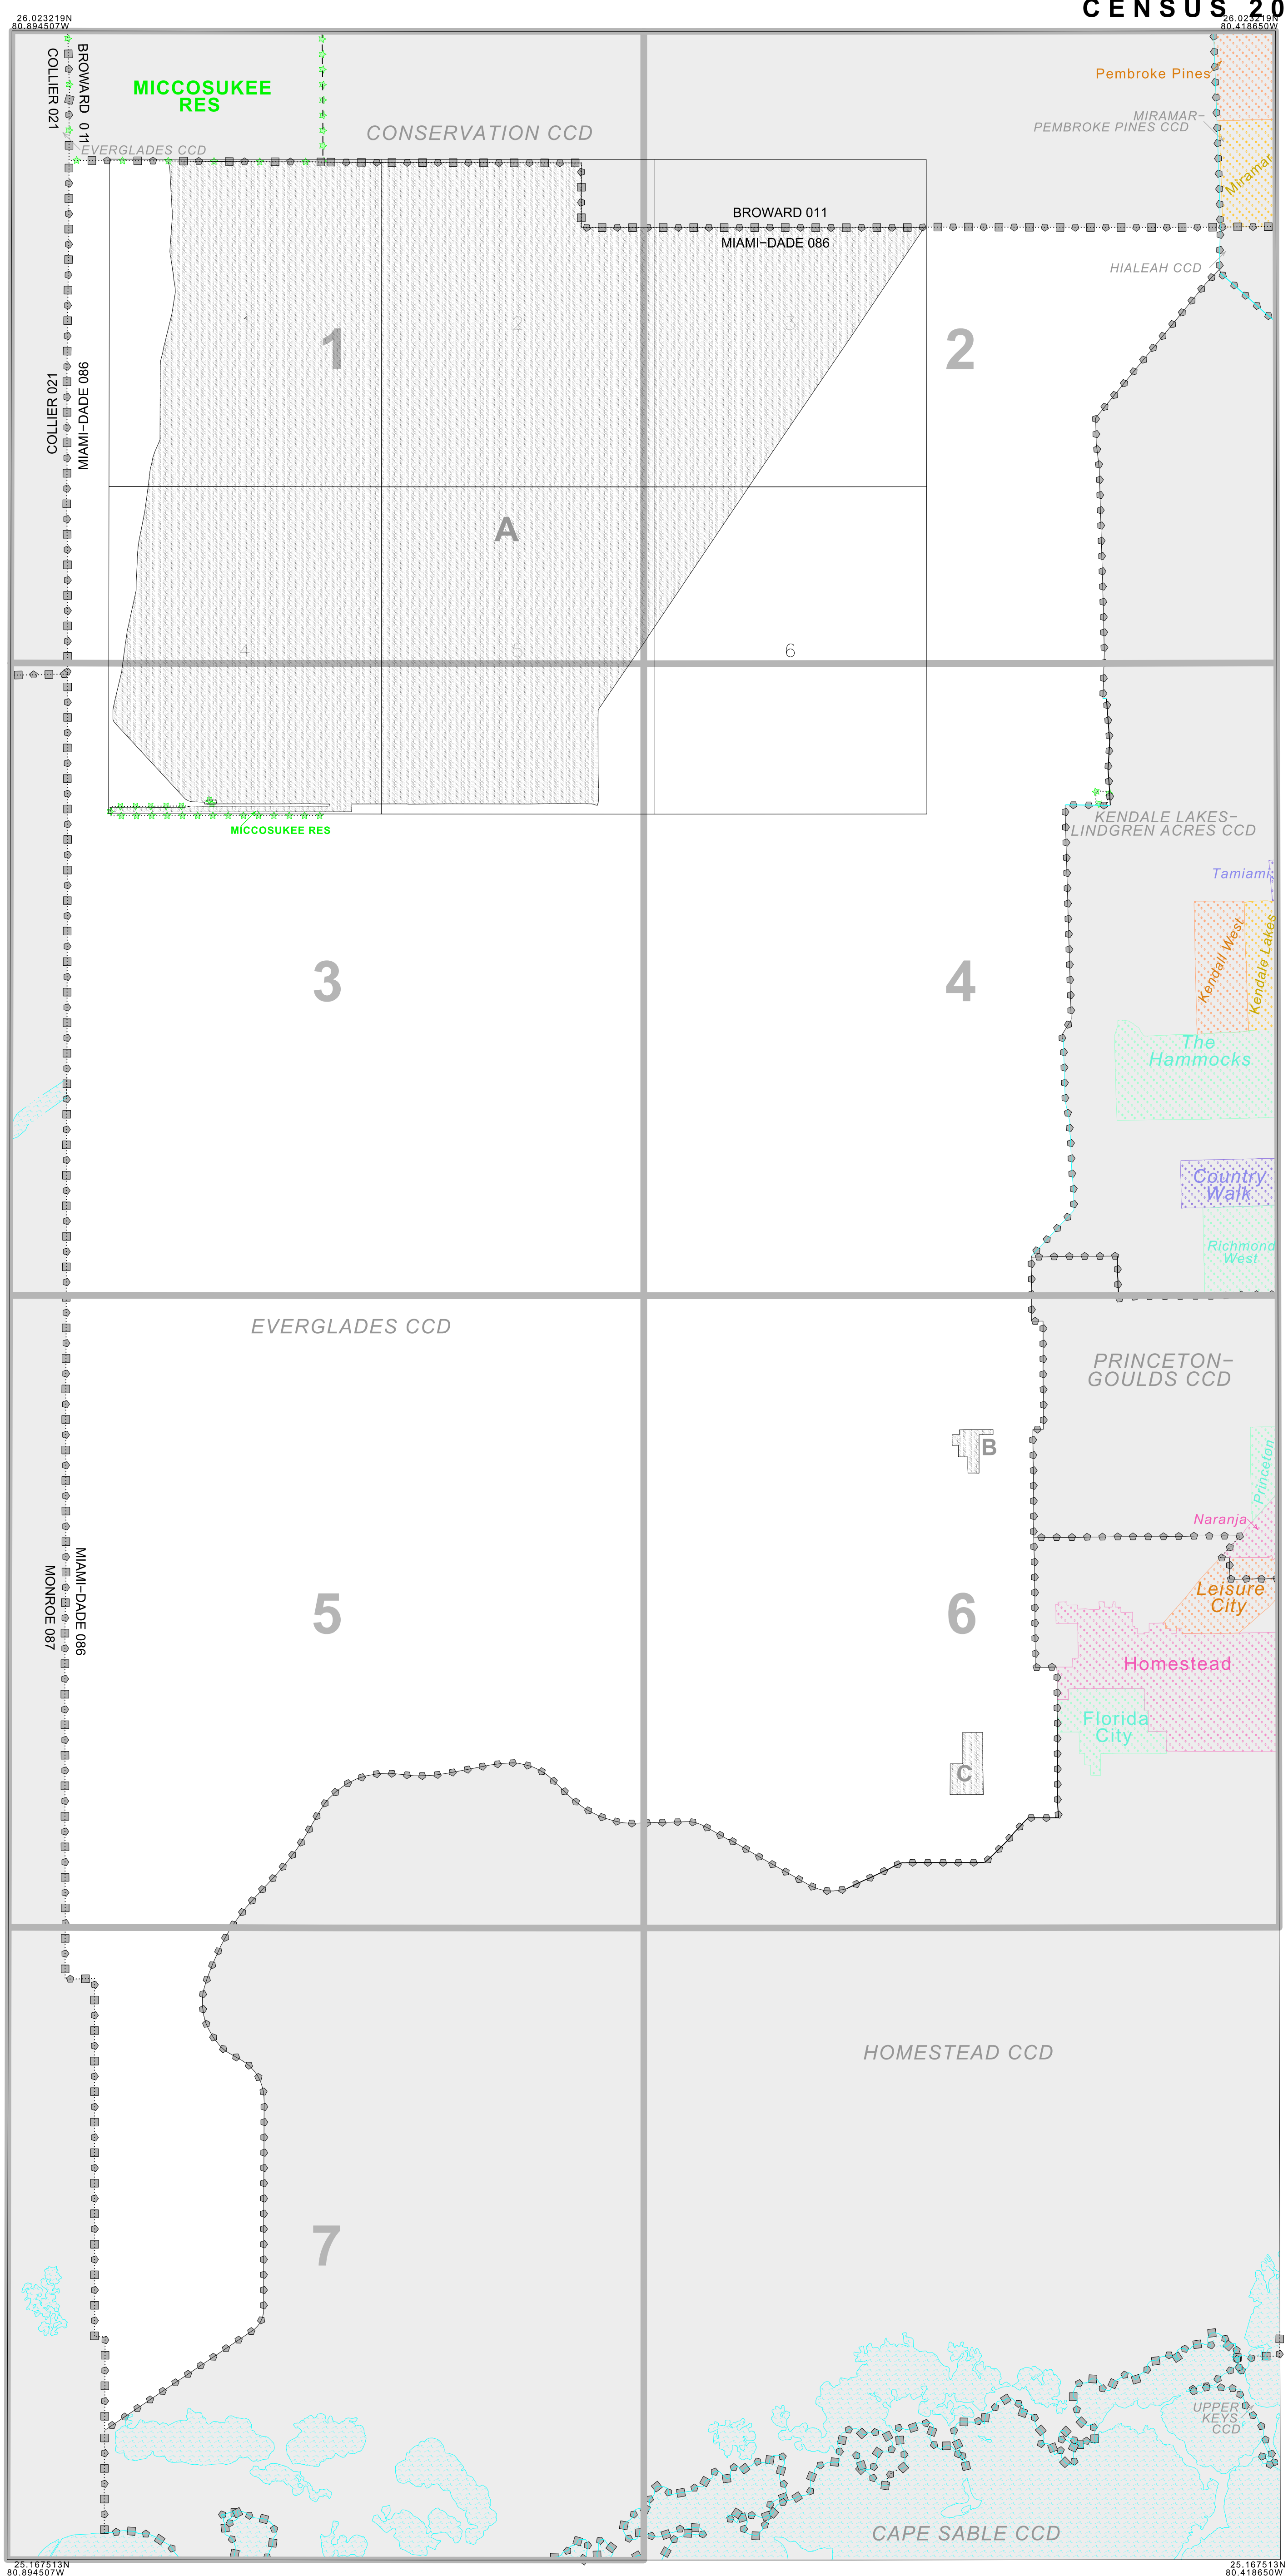 CENSUS 20
26.023219N
80.894507W
26.023219N
80.418650W
COLLIER 021
BROWARD 011
MICCOSUKEE
RES
CONSERVATION CCD
EVERGLADES CCD
Pembroke Pines
MIRAMAR-
PEMBROKE PINES CCD
Miramar
BROWARD 011
MIAMI-DADE 086
HIALEAH CCD
1
1
2
3
2
COLLIER 021
MIAMI-DADE 086
A
4
5
6
MICCOSUKEE RES
KENDALE LAKES-
LINDGREN ACRES CCD
Tamiami
Kendall West
Kendale Lakes
3
4
The
Hammocks
Country
Walk
Richmond
West
EVERGLADES CCD
PRINCETON-
GOULDS CCD
B
Princeton
Naranja
MONROE 087
MIAMI-DADE 086
5
6
Leisure
City
Homestead
Florida
City
C
HOMESTEAD CCD
7
UPPER
KEYS
CCD
CAPE SABLE CCD
25.167513N
80.894507W
25.167513N
80.418650W